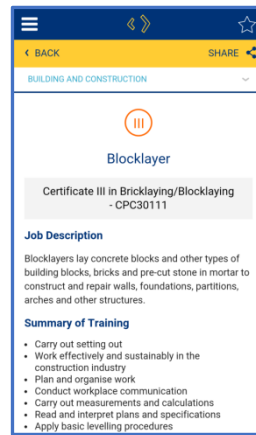 BACK
SHARE
BUILDING AND CONSTRUCTION
III
Blocklayer
Certificate III in Bricklaying/Blocklaying
- CPC30111
Job Description
Blocklayers lay concrete blocks and other types of
building blocks, bricks and pre-cut stone in mortar to
construct and repair walls, foundations, partitions,
arches and other structures.
Summary of Training
• Carry out setting out
• Work effectively and sustainably in the
construction industry
• Plan and organise work
• Conduct workplace communication
• Carry out measurements and calculations
• Read and interpret plans and specifications
• Apply basic levelling procedures